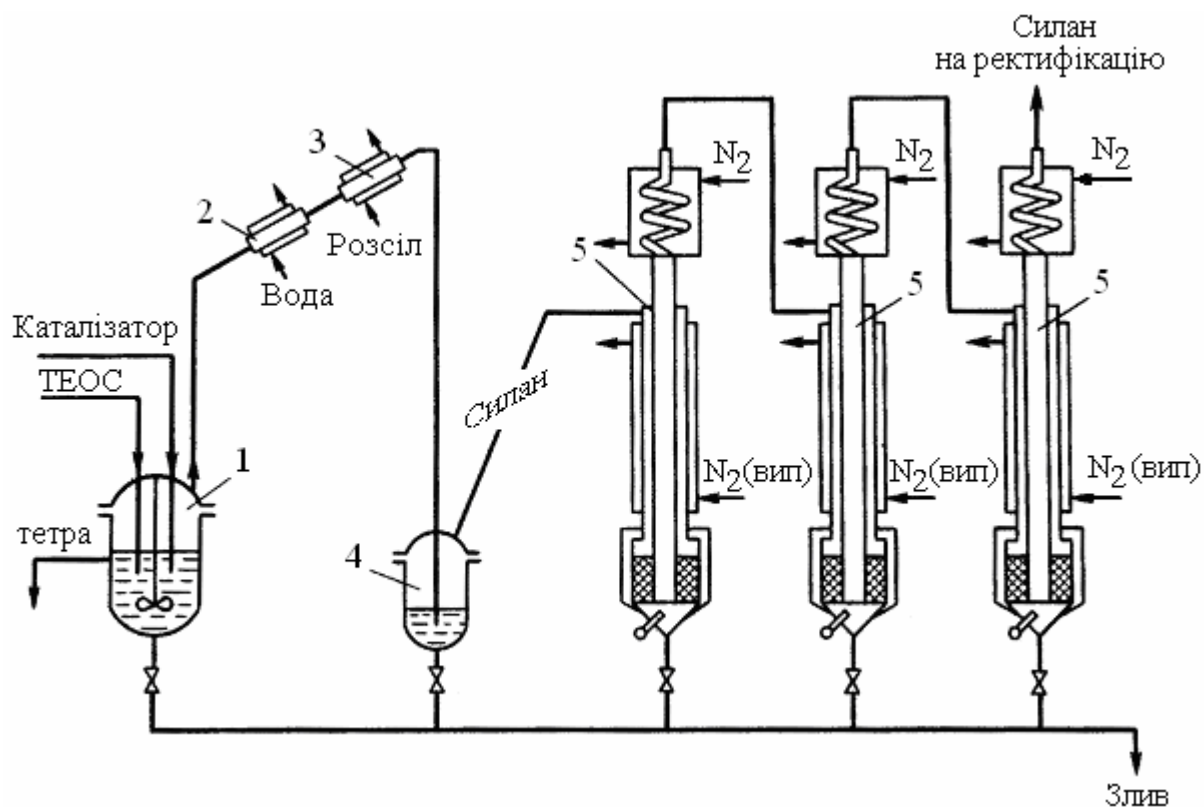 Силан
на ректифікацію
3
N₂
N₂
N₂
2
Розсіл
Вода
5
5
5
Каталізатор
ТЕОС
Силан
1
N₂(вип)
N₂(вип)
N₂(вип)
тетра
4
Злив